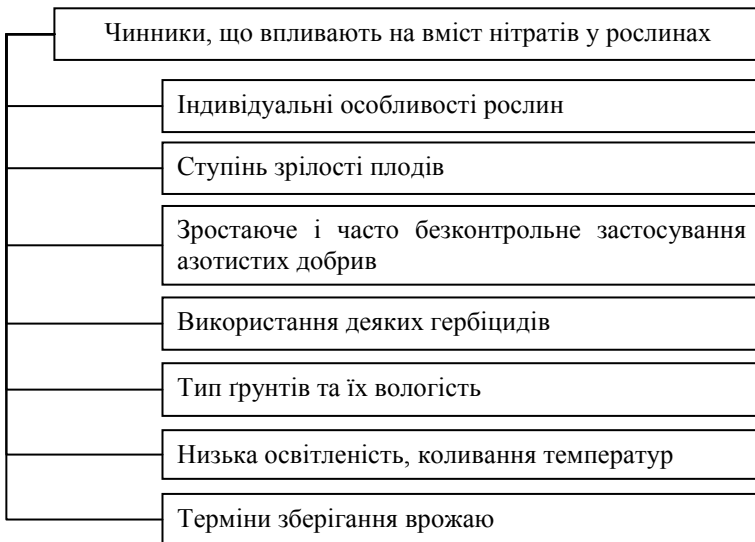 Чинники, що впливають на вміст нітратів у рослинах
Індивідуальні особливості рослин
Ступінь зрілості плодів
Зростаюче і часто безконтрольне застосування
азотистих добрив
Використання деяких гербіцидів
Тип ґрунтів та їх вологість
Низька освітленість, коливання температур
Терміни зберігання врожаю